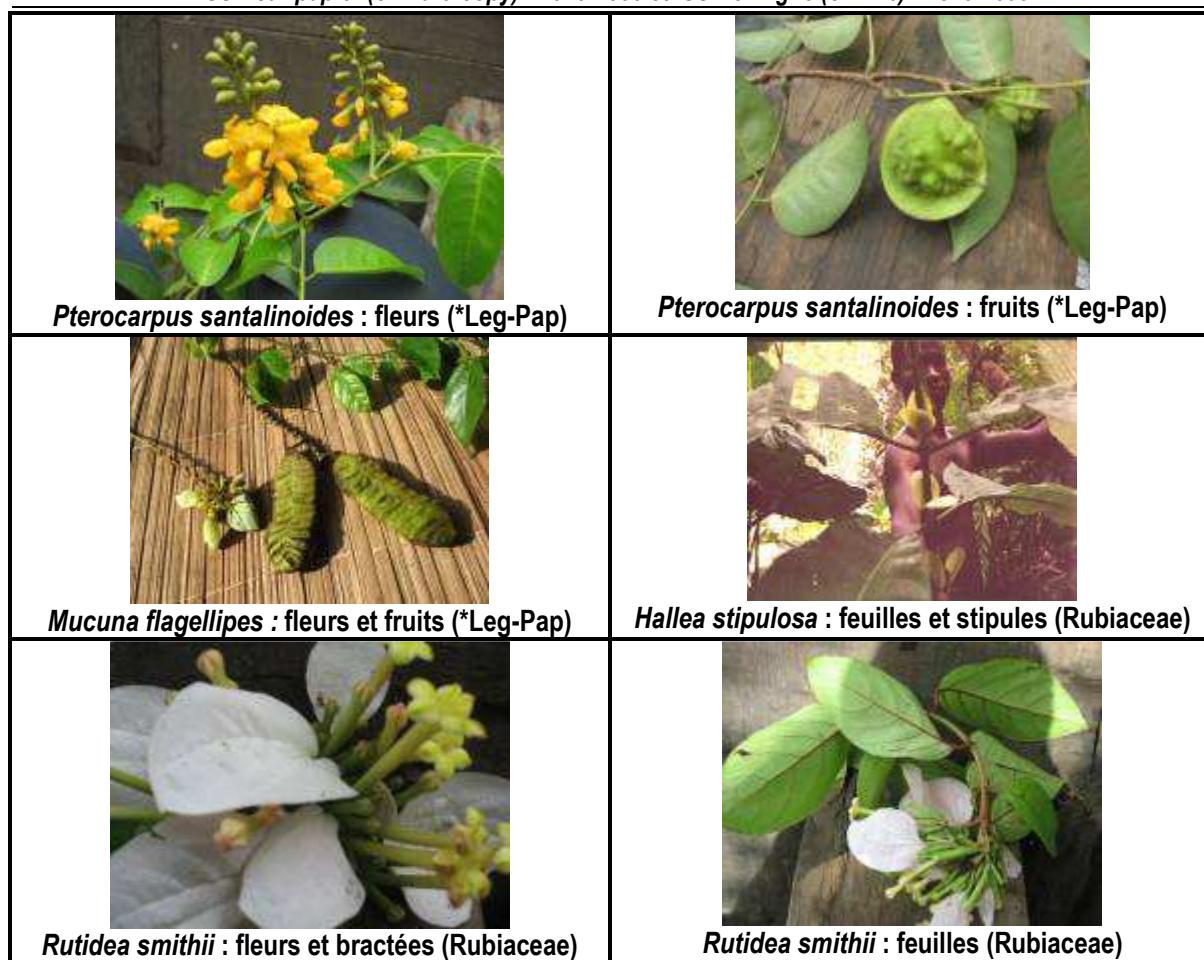 Pterocarpus santalinoides : fleurs (*Leg-Pap)
Pterocarpus santalinoides : fruits (*Leg-Pap)
Mucuna flagellipes : fleurs et fruits (*Leg-Pap)
Hallea stipulosa : feuilles et stipules (Rubiaceae)
Rutidea smithii : fleurs et bractées (Rubiaceae)
Rutidea smithii : feuilles (Rubiaceae)